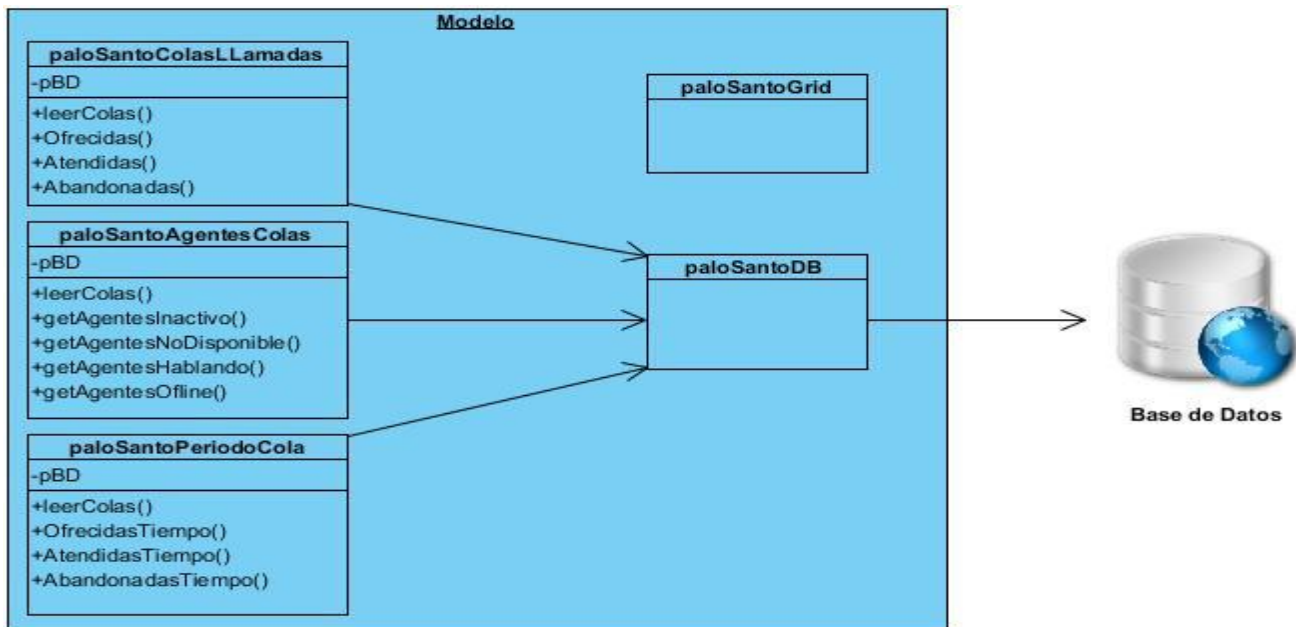 Modelo
paloSantoColasLLamadas
-pBD
+leerColas()
+Ofrecidas()
+Atendidas()
+Abandonadas()
paloSantoAgentesColas
-pBD
+leerColas()
+getAgentesInactivo()
+getAgentesNoDisponible()
+getAgentesHablando()
+getAgentesOfline()
paloSantoPeriodoCola
-pBD
+leerColas()
+OfrecidasTiempo()
+AtendidasTiempo()
+AbandonadasTiempo()
paloSantoGrid
paloSantoDB
Base de Datos